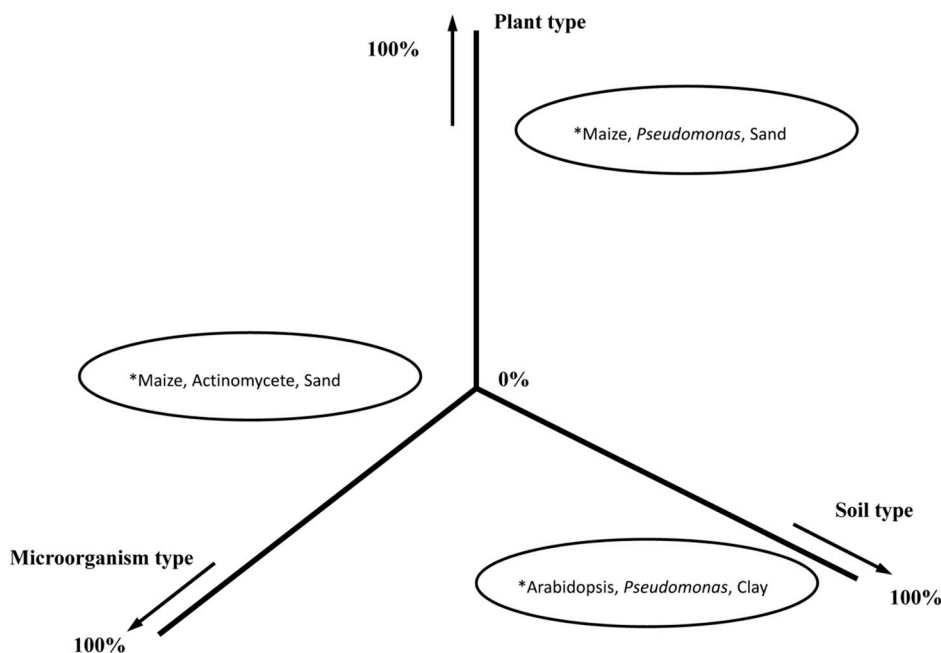 Plant type
100%
*Maize, Pseudomonas, Sand
*Maize, Actinomycete, Sand
0%
Soil type
Microorganism type
*Arabidopsis, Pseudomonas, Clay
100%
100%